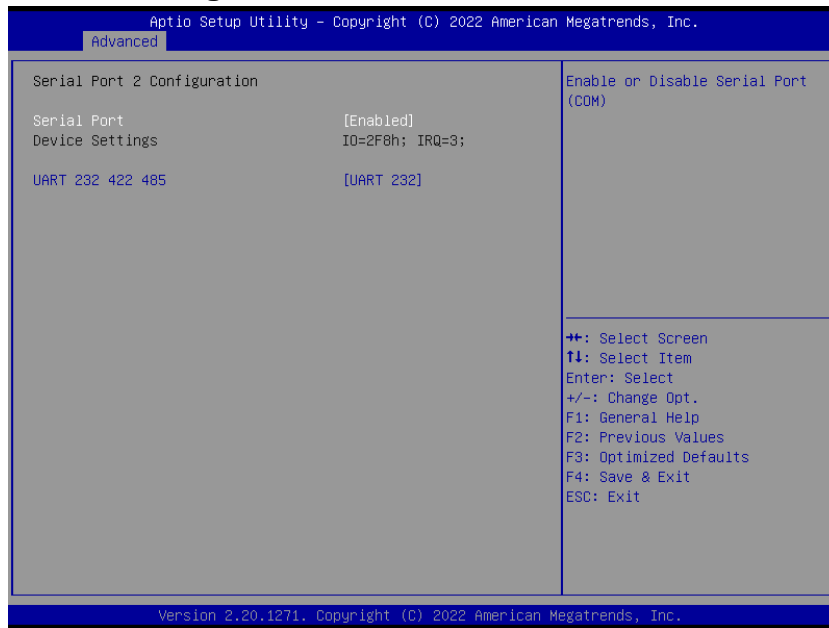 Aptio Setup Utility – Copyright (C) 2022 American Megatrends, Inc.
Advanced
Serial Port 2 Configuration
Serial Port [Enabled]
Device Settings IO=2F8h; IRQ=3;
UART 232 422 485 [UART 232]
Enable or Disable Serial Port
(COM)
→←: Select Screen
↑↓: Select Item
Enter: Select
+/-: Change Opt.
F1: General Help
F2: Previous Values
F3: Optimized Defaults
F4: Save & Exit
ESC: Exit
Version 2.20.1271. Copyright (C) 2022 American Megatrends, Inc.